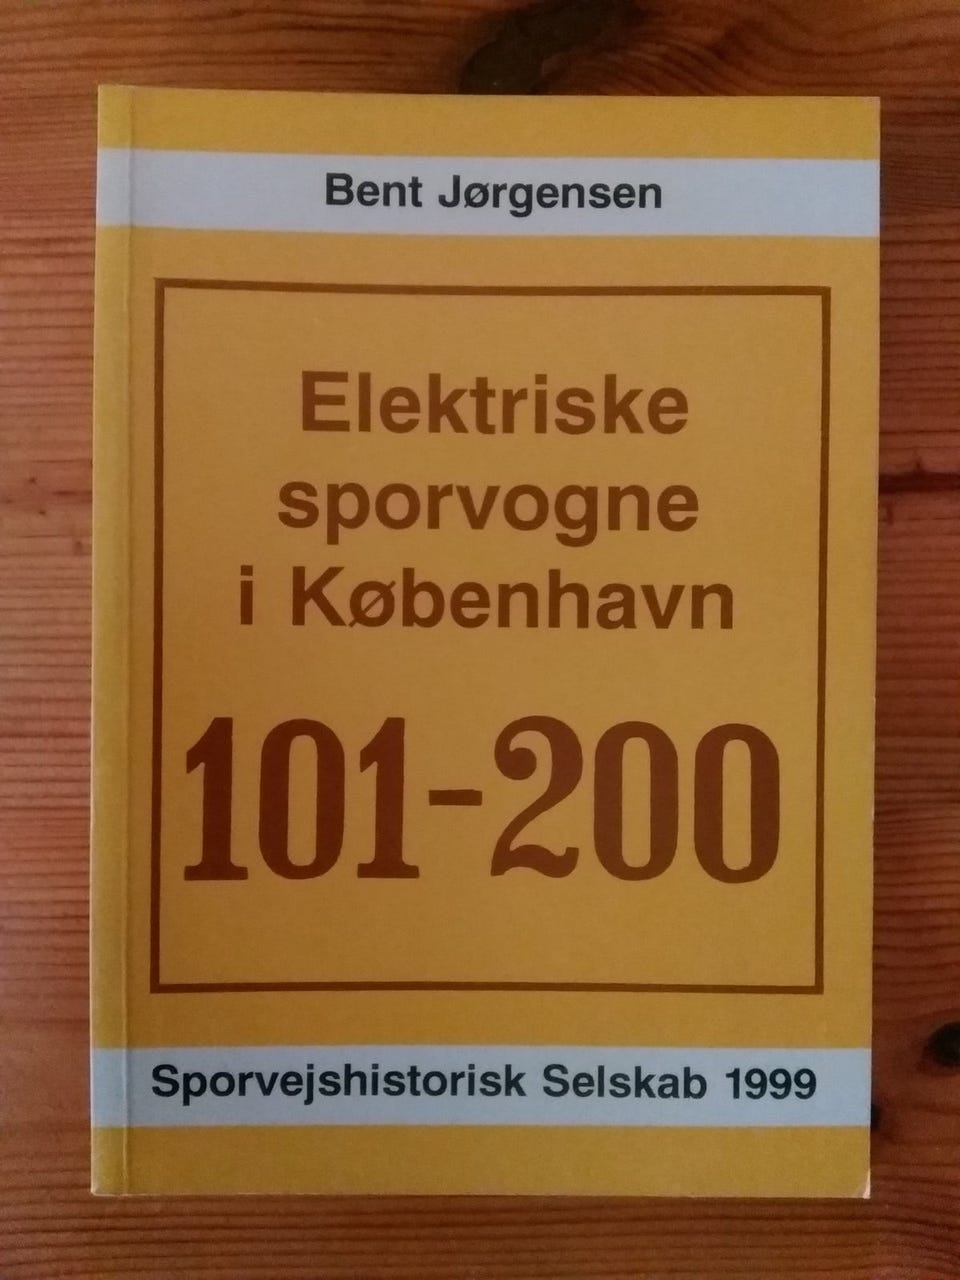 Bent Jørgensen
Elektriske
sporvogne
i København
101-200
Sporvejshistorisk Selskab 1999